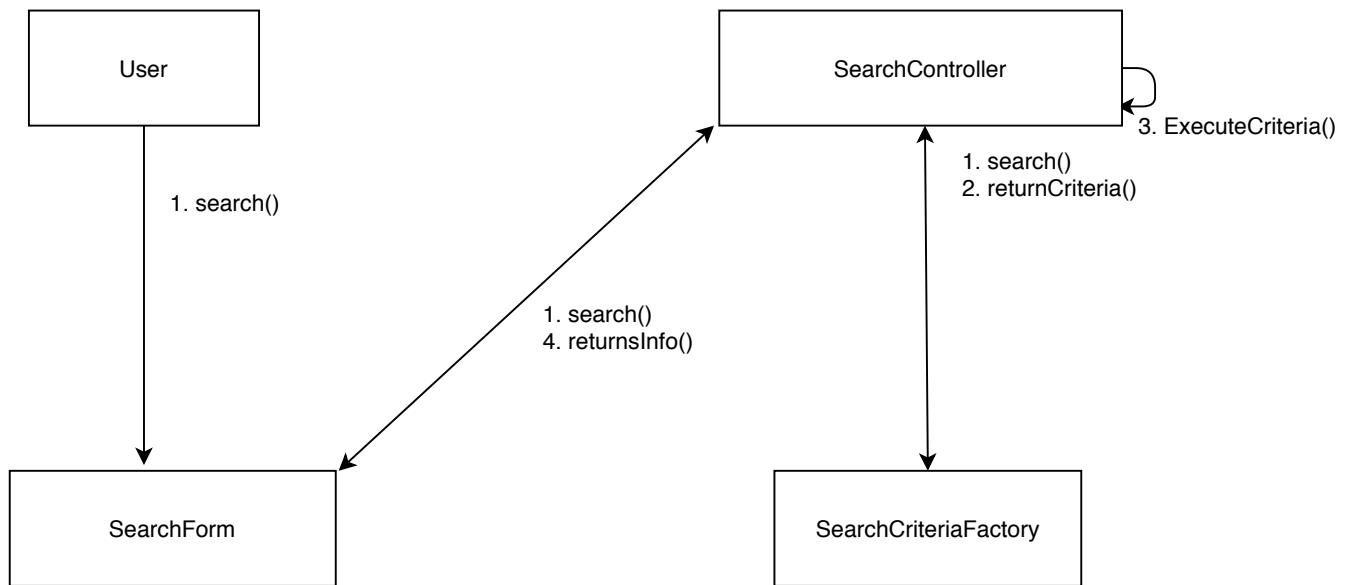 User
SearchController
3. ExecuteCriteria()
1. search()
2. returnCriteria()
1. search()
1. search()
4. returnsInfo()
SearchForm
SearchCriteriaFactory